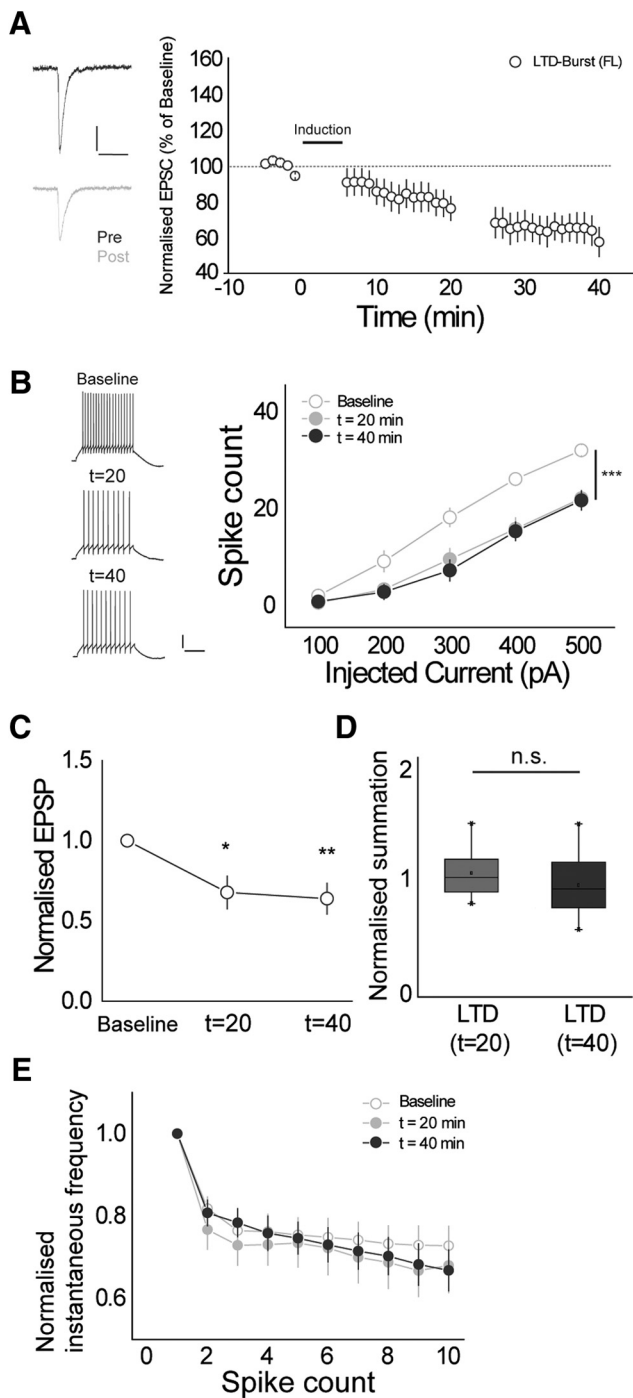 A
Pre
Post
Normalised EPSC (% of Baseline)
160
140
120
100
80
60
40
LTD-Burst (FL)
Induction
-10
0
10
20
30
40
Time (min)
B
Baseline
t=20
t=40
Spike count
40
20
0
Baseline
t = 20 min
t = 40 min
***
100
200
300
400
500
Injected Current (pA)
C
Normalised EPSP
1.5
1.0
0.5
0.0
*
**
Baseline
t=20
t=40
D
Normalised summation
2
1
0
n.s.
LTD
(t=20)
LTD
(t=40)
E
Normalised
instantaneous frequency
1.0
0.8
0.6
Baseline
t = 20 min
t = 40 min
0
2
4
6
8
10
Spike count